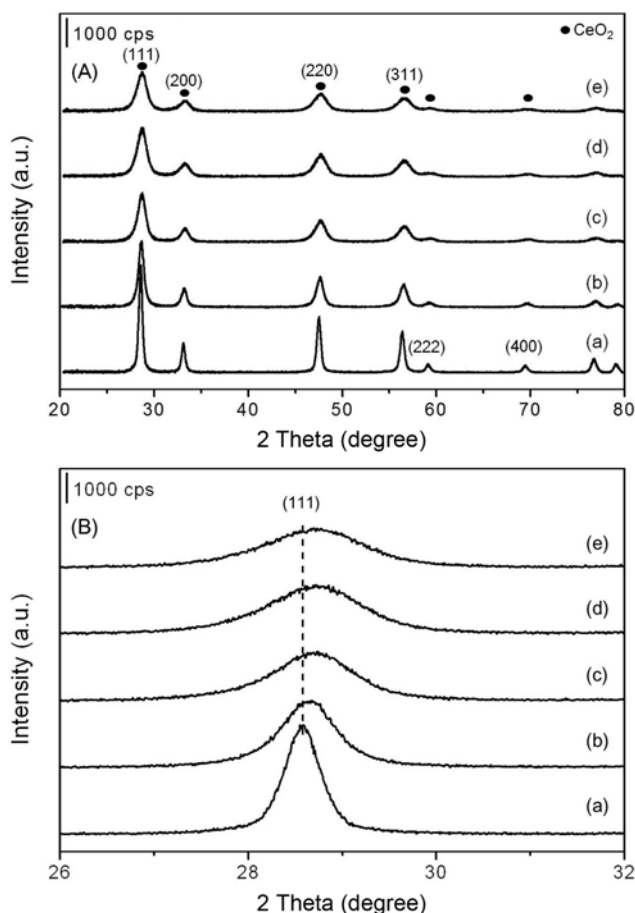 1000 cps
● CeO₂
(A)
(111)
(200)
(220)
(311)
(e)
(d)
(c)
(b)
(a)
(222)
(400)
Intensity (a.u.)
20 30 40 50 60 70 80
2 Theta (degree)
1000 cps
(B)
(111)
(e)
(d)
(c)
(b)
(a)
Intensity (a.u.)
26 28 30 32
2 Theta (degree)